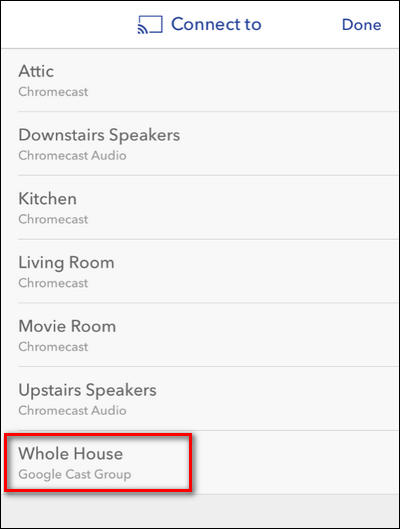 Connect to
Done
Attic
Chromecast
Downstairs Speakers
Chromecast Audio
Kitchen
Chromecast
Living Room
Chromecast
Movie Room
Chromecast
Upstairs Speakers
Chromecast Audio
Whole House
Google Cast Group